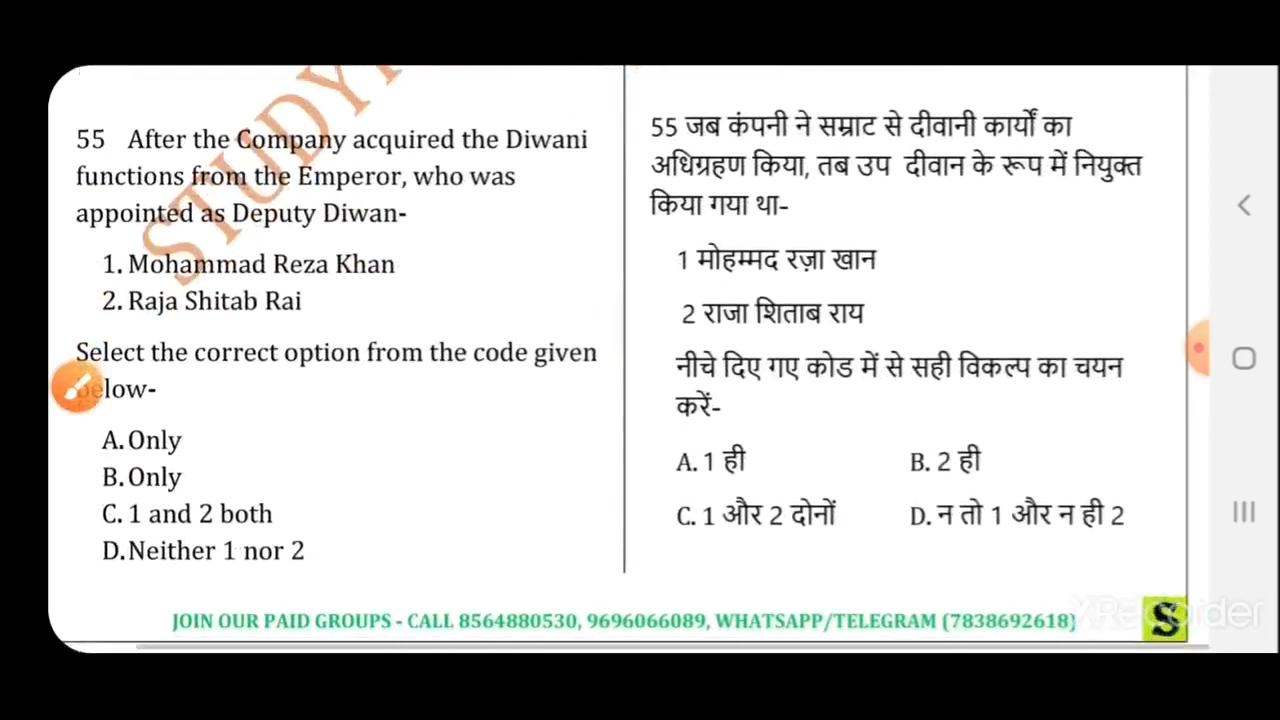 STUDY
55 After the Company acquired the Diwani
functions from the Emperor, who was
appointed as Deputy Diwan-
1. Mohammad Reza Khan
2. Raja Shitab Rai
Select the correct option from the code given
below-
A. Only
B. Only
C. 1 and 2 both
D. Neither 1 nor 2
55 जब कंपनी ने सम्राट से दीवानी कार्यों का
अधिग्रहण किया, तब उप दीवान के रूप में नियुक्त
किया गया था-
1 मोहम्मद रज़ा खान
2 राजा शिताब राय
नीचे दिए गए कोड में से सही विकल्प का चयन
करें-
A. 1 ही B. 2 ही
C. 1 और 2 दोनों D. न तो 1 और न ही 2
JOIN OUR PAID GROUPS - CALL 8564880530, 9696066089, WHATSAPP/TELEGRAM (7838692618)
S
XRecorder